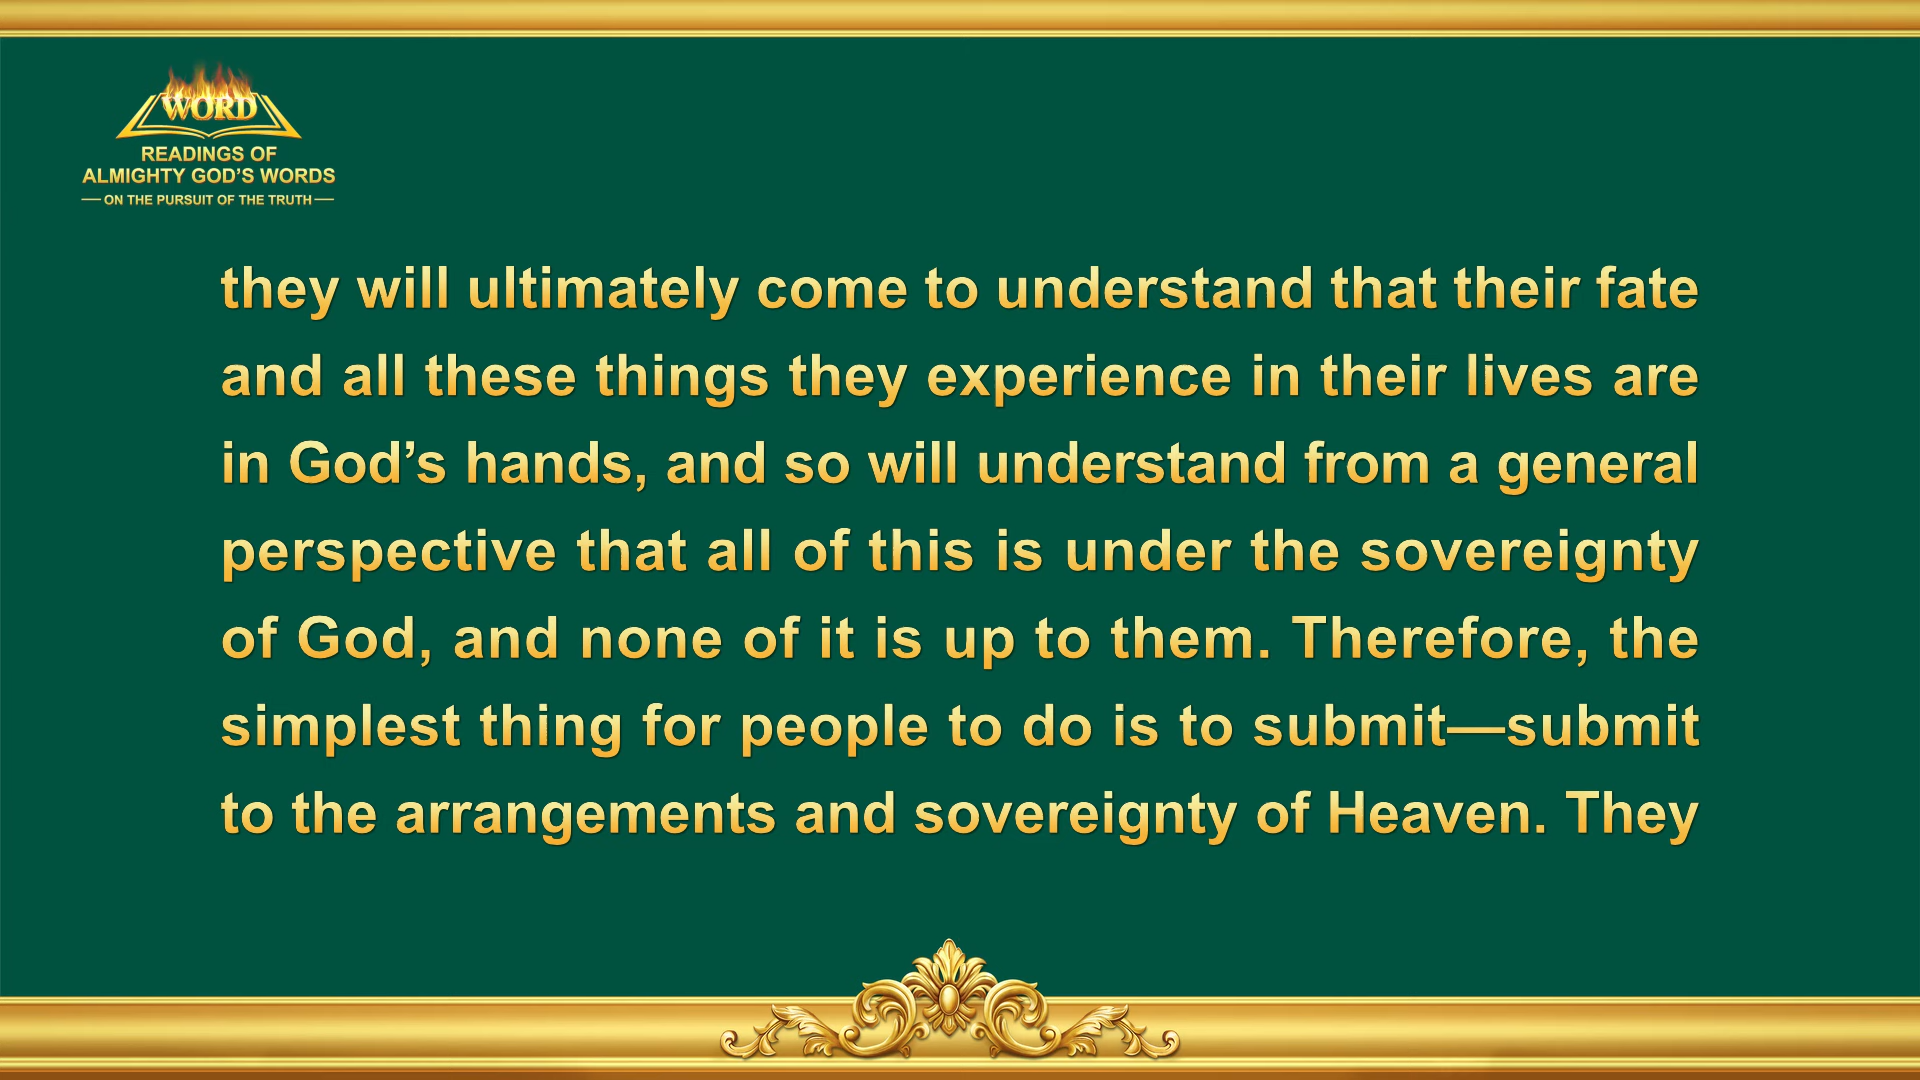 WORD
READINGS OF
ALMIGHTY GOD’S WORDS
— ON THE PURSUIT OF THE TRUTH —
they will ultimately come to understand that their fate
and all these things they experience in their lives are
in God’s hands, and so will understand from a general
perspective that all of this is under the sovereignty
of God, and none of it is up to them. Therefore, the
simplest thing for people to do is to submit—submit
to the arrangements and sovereignty of Heaven. They